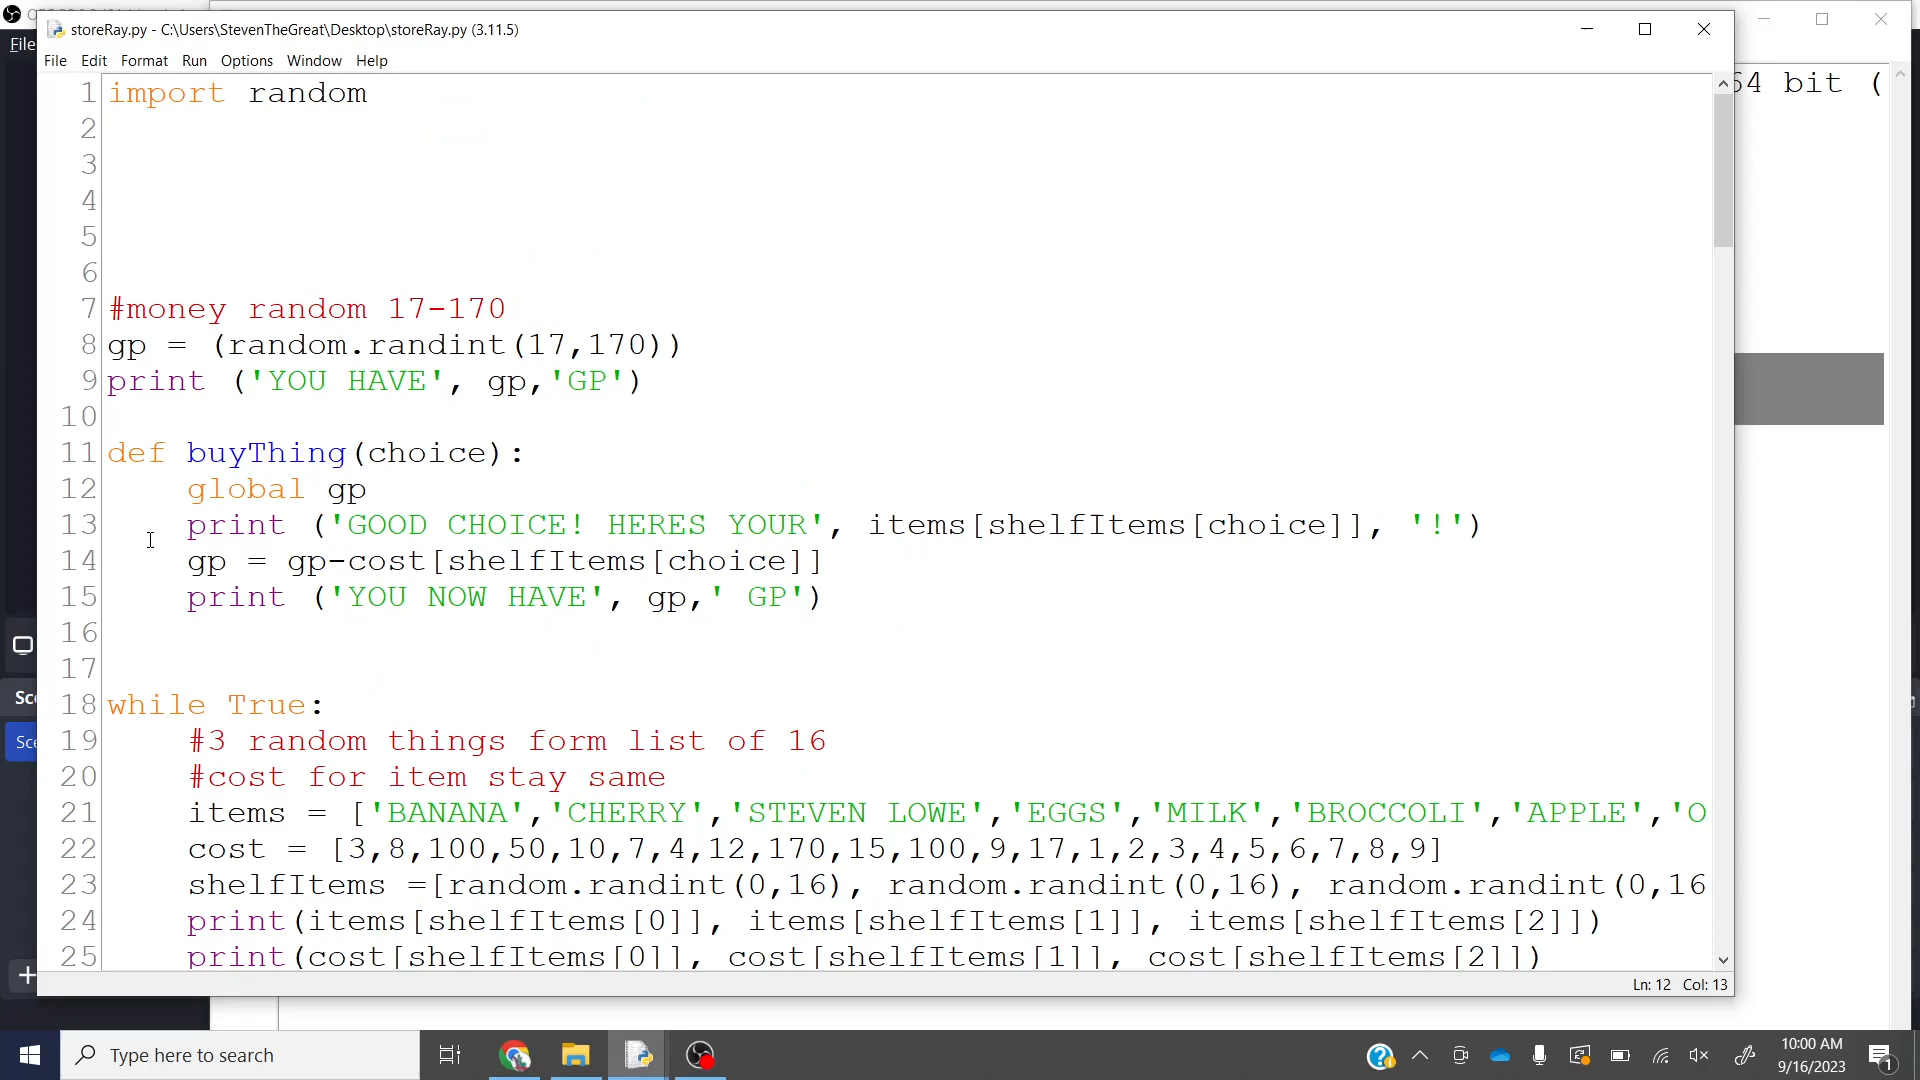 storeRay.py - C:\Users\StevenTheGreat\Desktop\storeRay.py (3.11.5)
File
File Edit Format Run Options Window Help
64 bit (
1 import random
2
3
4
5
6
7 #money random 17-170
8 gp = (random.randint(17,170))
9 print ('YOU HAVE', gp,'GP')
10
11 def buyThing(choice):
12 global gp
13 print ('GOOD CHOICE! HERES YOUR', items[shelfItems[choice]], '!')
14 gp = gp-cost[shelfItems[choice]]
15 print ('YOU NOW HAVE', gp,' GP')
16
17
18 while True:
19 #3 random things form list of 16
20 #cost for item stay same
21 items = ['BANANA','CHERRY','STEVEN LOWE','EGGS','MILK','BROCCOLI','APPLE','O
22 cost = [3,8,100,50,10,7,4,12,170,15,100,9,17,1,2,3,4,5,6,7,8,9]
23 shelfItems =[random.randint(0,16), random.randint(0,16), random.randint(0,16
24 print(items[shelfItems[0]], items[shelfItems[1]], items[shelfItems[2]])
25 print(cost[shelfItems[0]], cost[shelfItems[1]], cost[shelfItems[2]])
Sce
Sce
Ln: 12 Col: 13
Type here to search
10:00 AM
9/16/2023
1